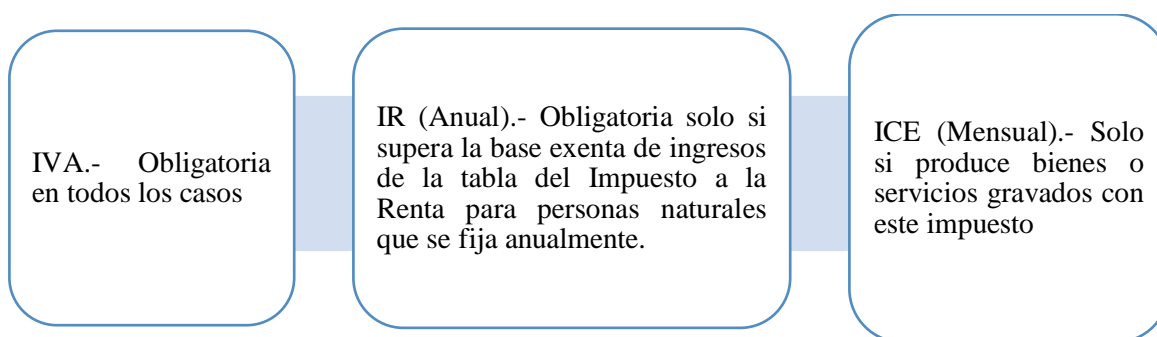 IVA.- Obligatoria
en todos los casos
IR (Anual).- Obligatoria solo si
supera la base exenta de ingresos
de la tabla del Impuesto a la
Renta para personas naturales
que se fija anualmente.
ICE (Mensual).- Solo
si produce bienes o
servicios gravados con
este impuesto